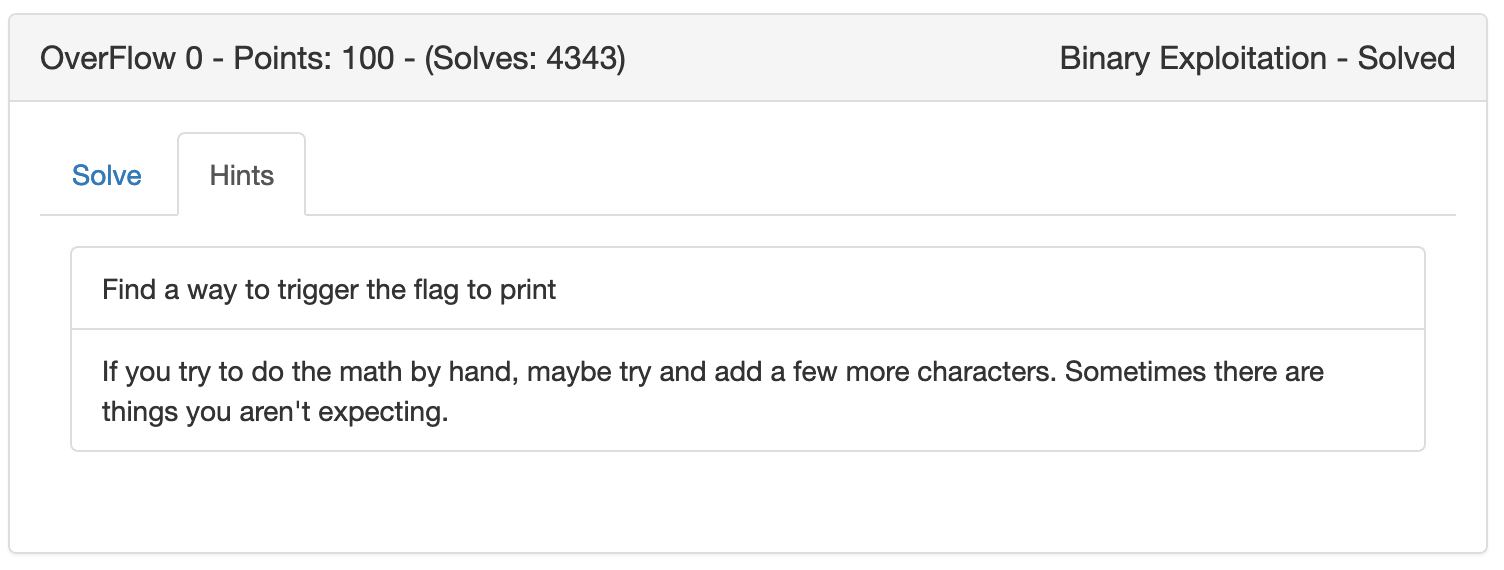 OverFlow 0 - Points: 100 - (Solves: 4343)
Binary Exploitation - Solved
Solve
Hints
Find a way to trigger the flag to print
If you try to do the math by hand, maybe try and add a few more characters. Sometimes there are
things you aren't expecting.